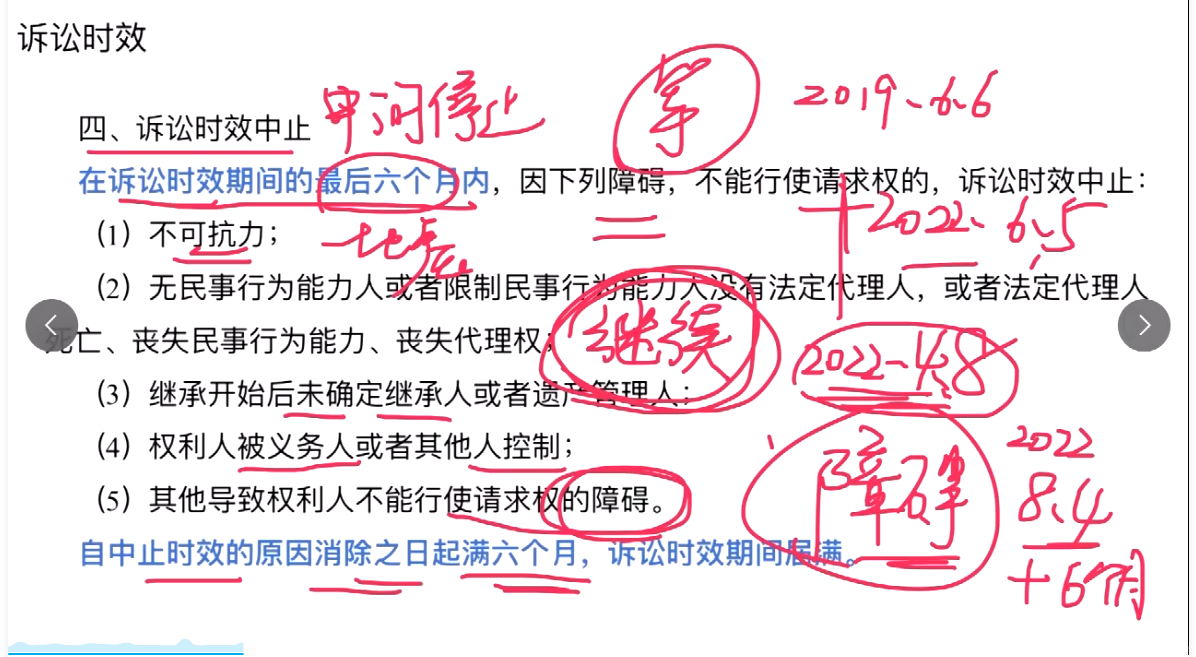 诉讼时效
四、诉讼时效中止 中间停止
2019、6、6
在诉讼时效期间的最后六个月内，因下列障碍，不能行使请求权的，诉讼时效中止：
2022、6、5
（1）不可抗力； 地震
（2）无民事行为能力人或者限制民事行为能力人没有法定代理人，或者法定代理人
死亡、丧失民事行为能力、丧失代理权；
继续
2022-4、8
（3）继承开始后未确定继承人或者遗产管理人；
（4）权利人被义务人或者其他人控制；
障碍
2022
8、4
（5）其他导致权利人不能行使请求权的障碍。
自中止时效的原因消除之日起满六个月，诉讼时效期间届满。
+6个月